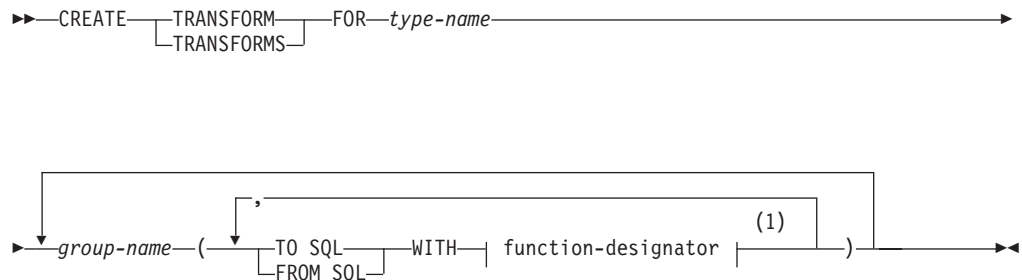 CREATE TRANSFORM FOR type-name
TRANSFORMS
,
(1)
group-name ( TO SQL WITH function-designator )
FROM SQL